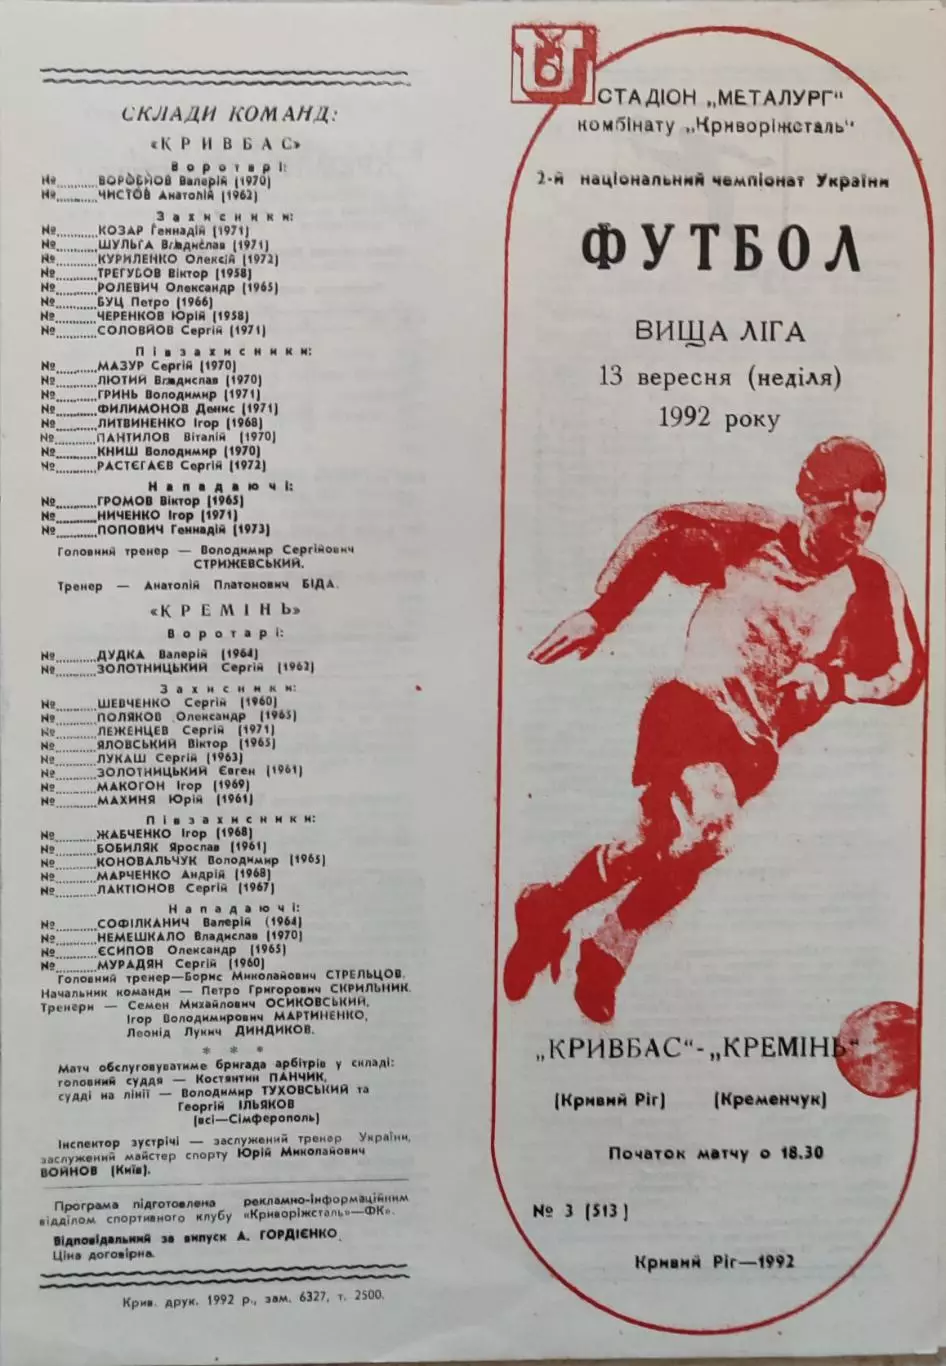 СКЛАДИ КОМАНД:
«КРИВБАС»
Воротарі:
№..........ВОРОБЙОВ Валерій (1970)
№..........ЧИСТОВ Анатолій (1962)
Захисники:
№..........КОЗАР Геннадій (1971)
№..........ШУЛЬГА Владислав (1971)
№..........КУРИЛЕНКО Олексій (1972)
№..........ТРЕГУБОВ Віктор (1958)
№..........РОЛЕВИЧ Олександр (1965)
№..........БУЦ Петро (1966)
№..........ЧЕРЕНКОВ Юрій (1958)
№..........СОЛОВЙОВ Сергій (1971)
Півзахисники:
№..........МАЗУР Сергій (1970)
№..........ЛЮТИЙ Владислав (1970)
№..........ГРИНЬ Володимир (1971)
№..........ФИЛИМОНОВ Денис (1971)
№..........ЛИТВИНЕНКО Ігор (1968)
№..........ПАНТИЛОВ Віталій (1970)
№..........КНИШ Володимир (1970)
№..........РАСТЄГАЄВ Сергій (1972)
Нападаючі:
№..........ГРОМОВ Віктор (1965)
№..........НИЧЕНКО Ігор (1971)
№..........ПОПОВИЧ Геннадій (1973)
Головний тренер — Володимир Сергійович
СТРИЖЕВСЬКИЙ.
Тренер — Анатолій Платонович БІДА.
«КРЕМІНЬ»
Воротарі:
№..........ДУДКА Валерій (1964)
№..........ЗОЛОТНИЦЬКИЙ Сергій (1962)
Захисники:
№..........ШЕВЧЕНКО Сергій (1960)
№..........ПОЛЯКОВ Олександр (1965)
№..........ЛЕЖЕНЦЕВ Сергій (1971)
№..........ЯЛОВСЬКИЙ Віктор (1965)
№..........ЛУКАШ Сергій (1963)
№..........ЗОЛОТНИЦЬКИЙ Євген (1961)
№..........МАКОГОН Ігор (1969)
№..........МАХИНЯ Юрій (1961)
Півзахисники:
№..........ЖАБЧЕНКО Ігор (1968)
№..........БОБИЛЯК Ярослав (1961)
№..........КОНОВАЛЬЧУК Володимир (1965)
№..........МАРЧЕНКО Андрій (1968)
№..........ЛАКТІОНОВ Сергій (1967)
Нападаючі:
№..........СОФІЛКАНИЧ Валерій (1964)
№..........НЕМЕШКАЛО Владислав (1970)
№..........ЄСИПОВ Олександр (1965)
№..........МУРАДЯН Сергій (1960)
Головний тренер—Борис Миколайович СТРЕЛЬЦОВ.
Начальник команди — Петро Григорович СКРИЛЬНИК.
Тренери — Семен Михайлович ОСИКОВСЬКИЙ,
Ігор Володимирович МАРТИНЕНКО,
Леонід Лукич ДИНДИКОВ.
* * *
Матч обслуговуватиме бригада арбітрів у складі:
головний суддя — Костянтин ПАНЧИК,
судді на лінії — Володимир ТУХОВСЬКИЙ та
Георгій ІЛЬЯКОВ
(всі—Сімферополь)
Інспектор зустрічі — заслужений тренер України,
заслужений майстер спорту Юрій Миколайович
ВОЙНОВ (Київ).
Програма підготовлена рекламно-інформаційним
відділом спортивного клубу «Криворіжсталь»—ФК».
Відповідальний за випуск А. ГОРДІЄНКО.
Ціна договірна.
Крив. друк. 1992 р., зам. 6327, т. 2500.
СТАДІОН „МЕТАЛУРГ“
комбінату „Криворіжсталь“
2-й національний чемпіонат України
ФУТБОЛ
ВИЩА ЛІГА
13 вересня (неділя)
1992 року
„КРИВБАС“-„КРЕМІНЬ“
(Кривий Ріг) (Кременчук)
Початок матчу о 18.30
№ 3 (513)
Кривий Ріг—1992